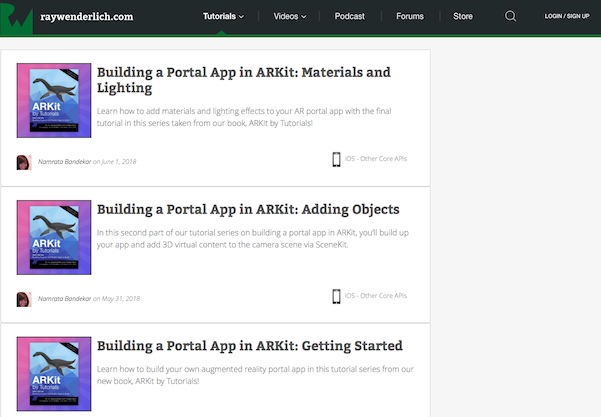 raywenderlich.com
Tutorials
Videos
Podcast
Forums
Store
LOGIN / SIGN UP
ARKit
by Tutorials
Building a Portal App in ARKit: Materials and
Lighting
Learn how to add materials and lighting effects to your AR portal app with the final
tutorial in this series taken from our book, ARKit by Tutorials!
Namrata Bandekar on June 1, 2018
iOS - Other Core APIs
ARKit
by Tutorials
Building a Portal App in ARKit: Adding Objects
In this second part of our tutorial series on building a portal app in ARKit, you'll build up
your app and add 3D virtual content to the camera scene via SceneKit.
Namrata Bandekar on May 31, 2018
iOS - Other Core APIs
ARKit
by Tutorials
Building a Portal App in ARKit: Getting Started
Learn how to build your own augmented reality portal app in this tutorial series from our
new book, ARKit by Tutorials!